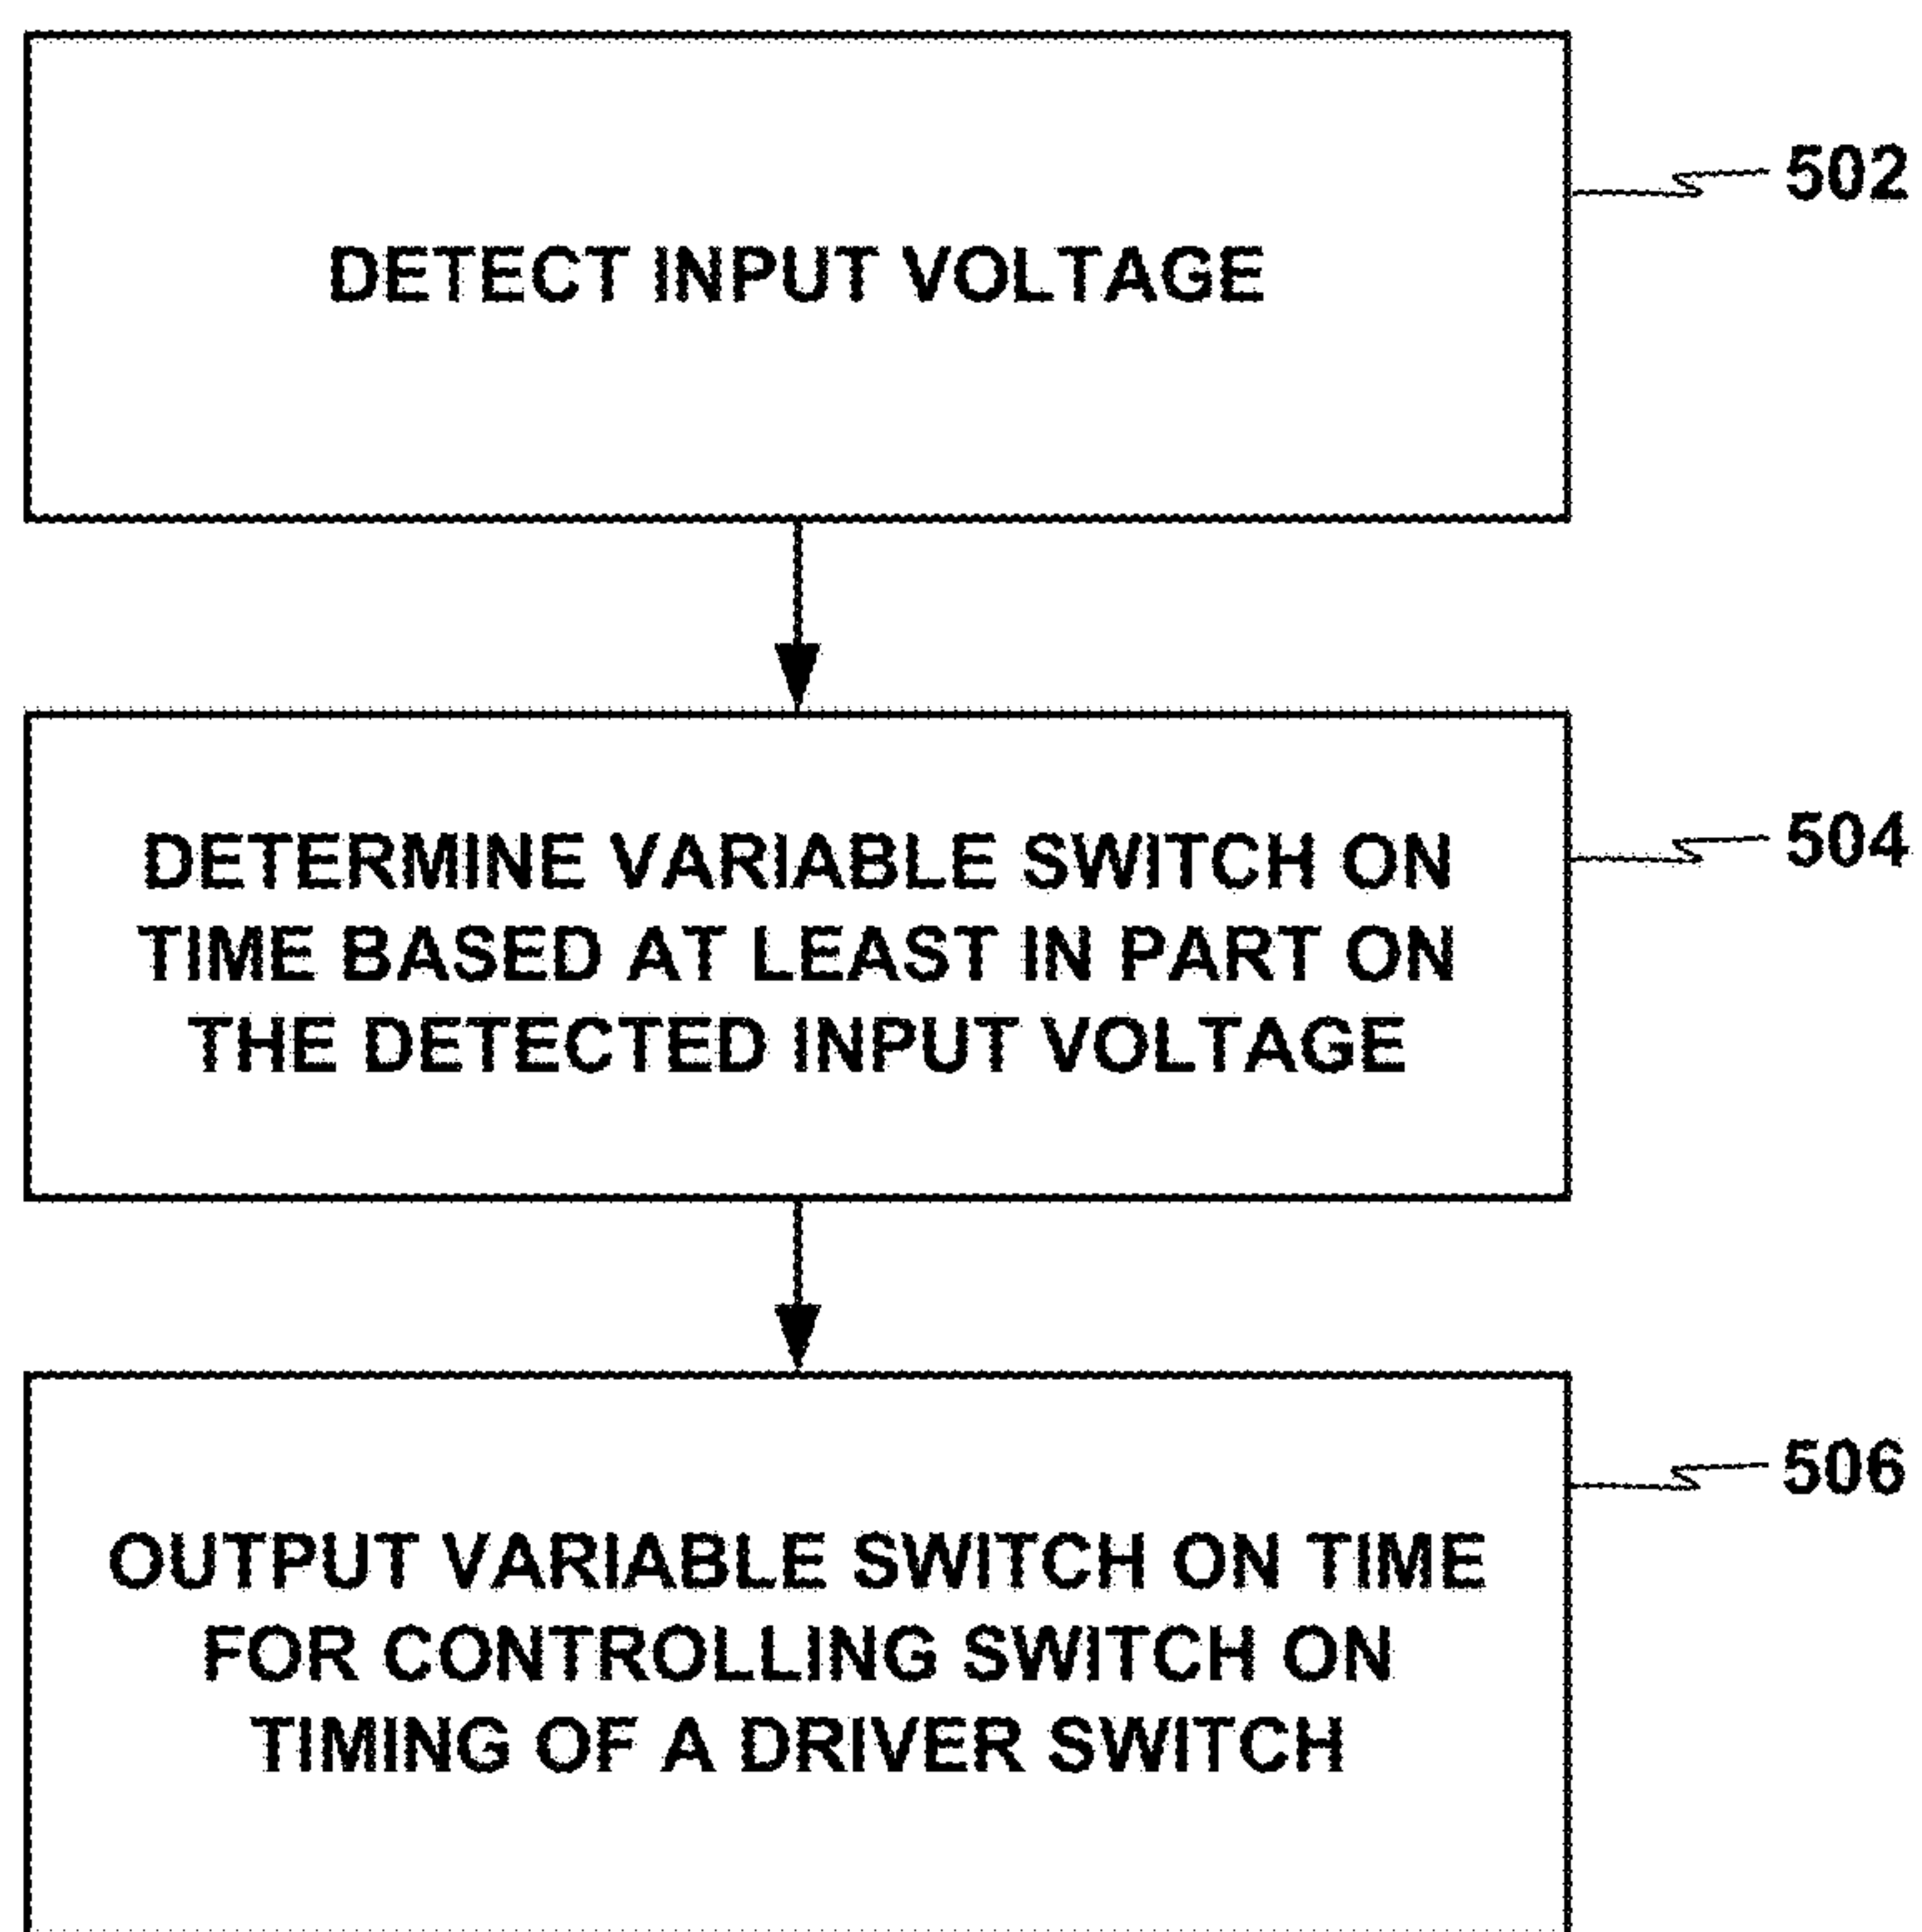 DETECT INPUT VOLTAGE
502
DETERMINE VARIABLE SWITCH ON
TIME BASED AT LEAST IN PART ON
THE DETECTED INPUT VOLTAGE
504
OUTPUT VARIABLE SWITCH ON TIME
FOR CONTROLLING SWITCH ON
TIMING OF A DRIVER SWITCH
506